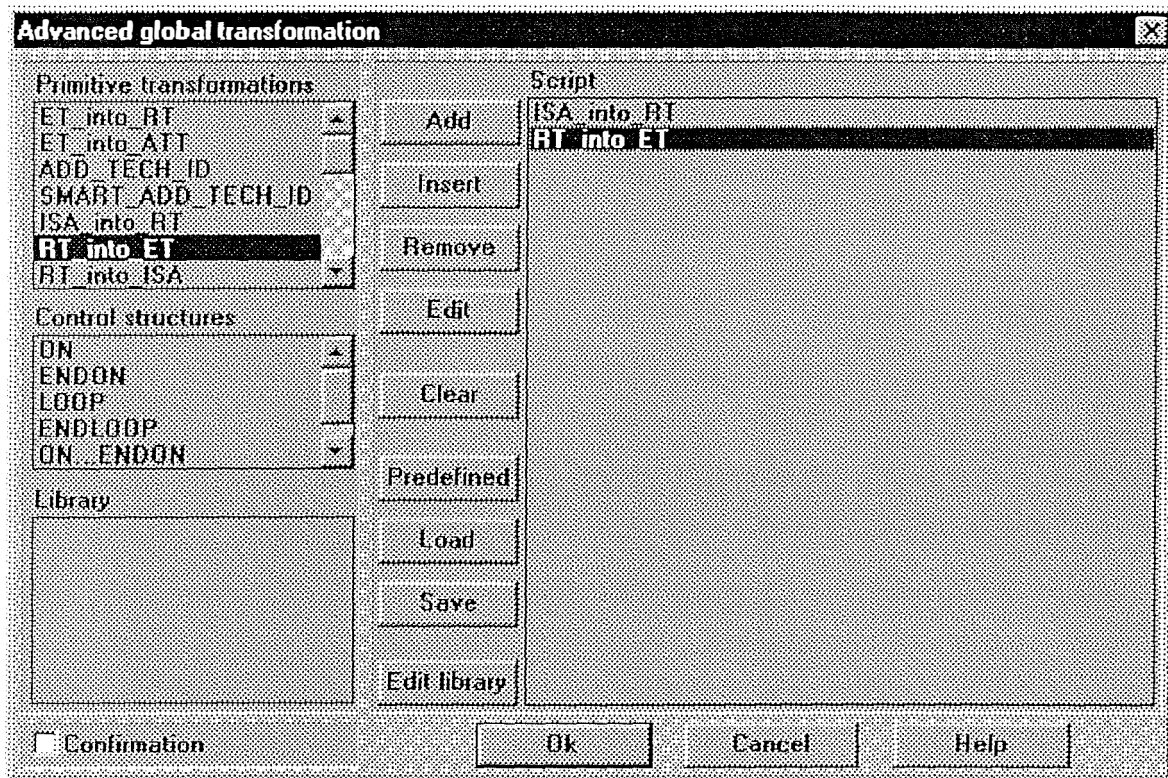 Advanced global transformation
Primitive transformations
ET_into_RT
ET_into_ATT
ADD_TECH_ID
SMART_ADD_TECH_ID
ISA_into_RT
RT_into_ET
RT_into_ISA
Control structures
ON
ENDON
LOOP
ENDLOOP
ON...ENDON
Library
Confirmation
Add
Insert
Remove
Edit
Clear
Predefined
Load
Save
Edit library
Script
ISA_into_RT
RT_into_ET
Ok
Cancel
Help